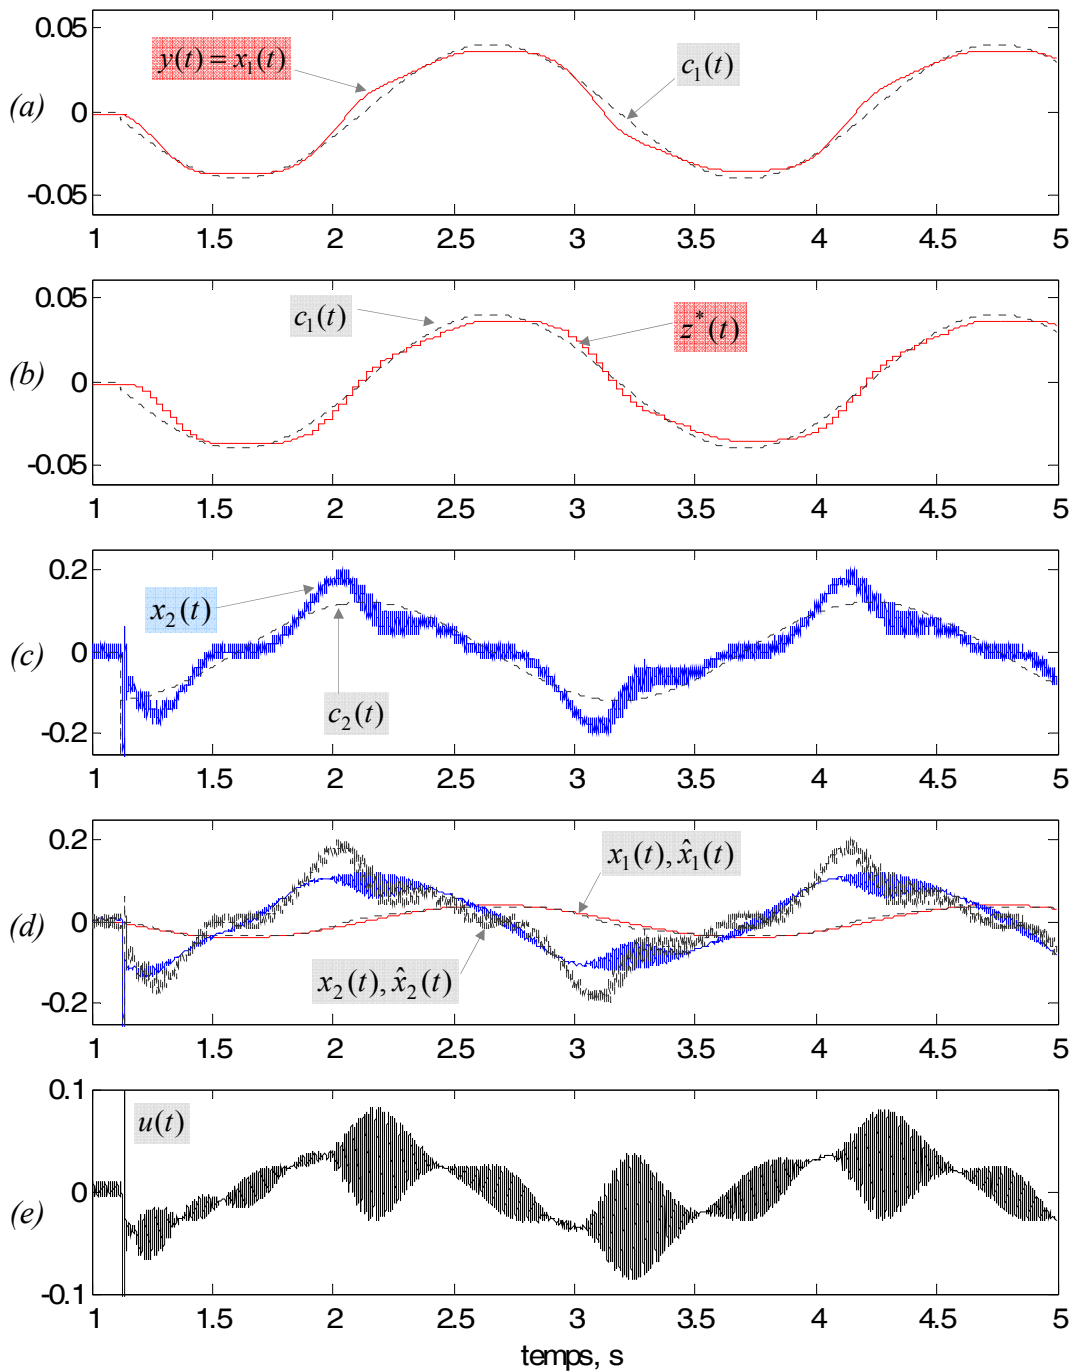 0.05
y(t) = x₁(t)
c₁(t)
(a)
0
-0.05
1 1.5 2 2.5 3 3.5 4 4.5 5
0.05
c₁(t)
z*(t)
(b)
0
-0.05
1 1.5 2 2.5 3 3.5 4 4.5 5
0.2
x₂(t)
(c)
0
c₂(t)
-0.2
1 1.5 2 2.5 3 3.5 4 4.5 5
0.2
x₁(t), x̂₁(t)
(d)
0
x₂(t), x̂₂(t)
-0.2
1 1.5 2 2.5 3 3.5 4 4.5 5
0.1
u(t)
(e)
0
-0.1
1 1.5 2 2.5 3 3.5 4 4.5 5
temps, s